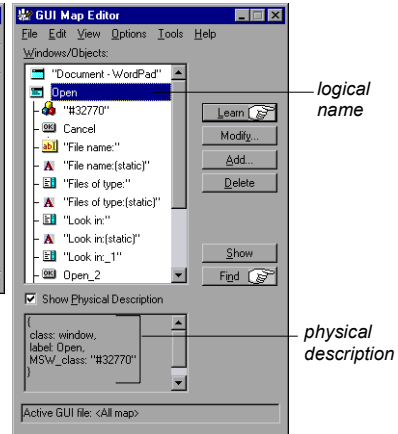 GUI Map Editor
File Edit View Options Tools Help
Windows/Objects:
"Document - WordPad"
Open
"#32770"
OK Cancel
ab "File name:"
A "File name:(static)"
"Files of type:"
A "Files of type:(static)"
"Look in:"
A "Look in:(static)"
"Look in:_1"
OK Open_2
Learn
Modify...
Add...
Delete
Show
Find
logical
name
Show Physical Description
{
class: window,
label: Open,
MSW_class: "#32770"
}
physical
description
Active GUI file: <All map>